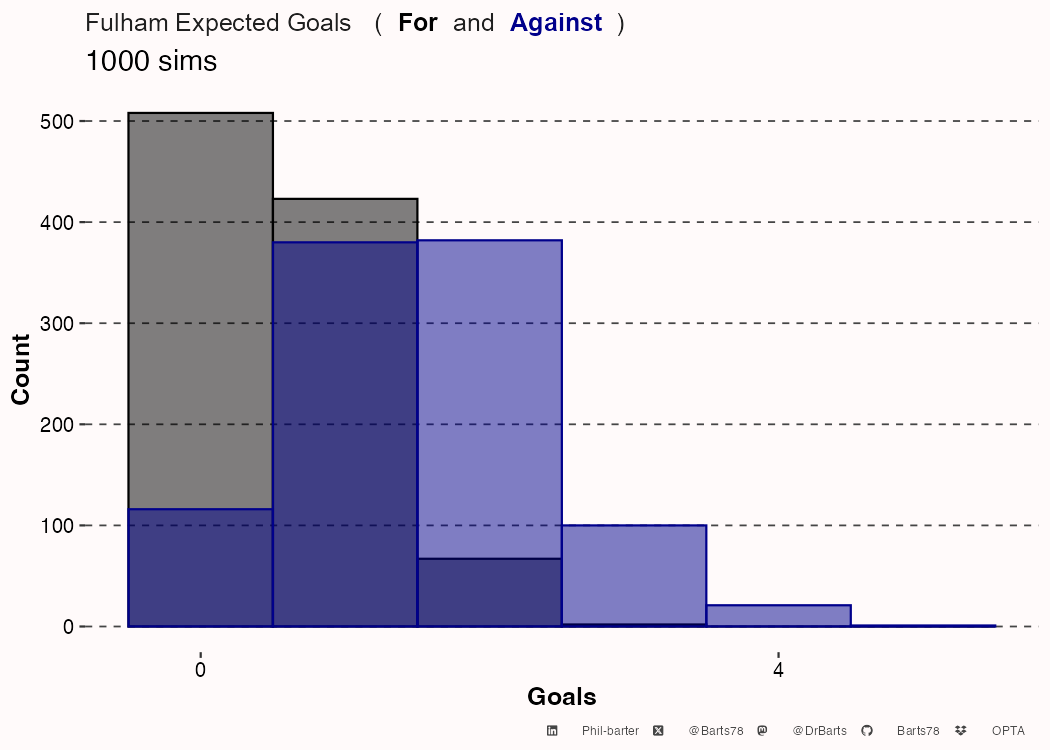 Fulham Expected Goals ( For and Against )
1000 sims
500
400
300
200
100
0
Count
0 4
Goals
Phil-barter @Barts78 @DrBarts Barts78 OPTA